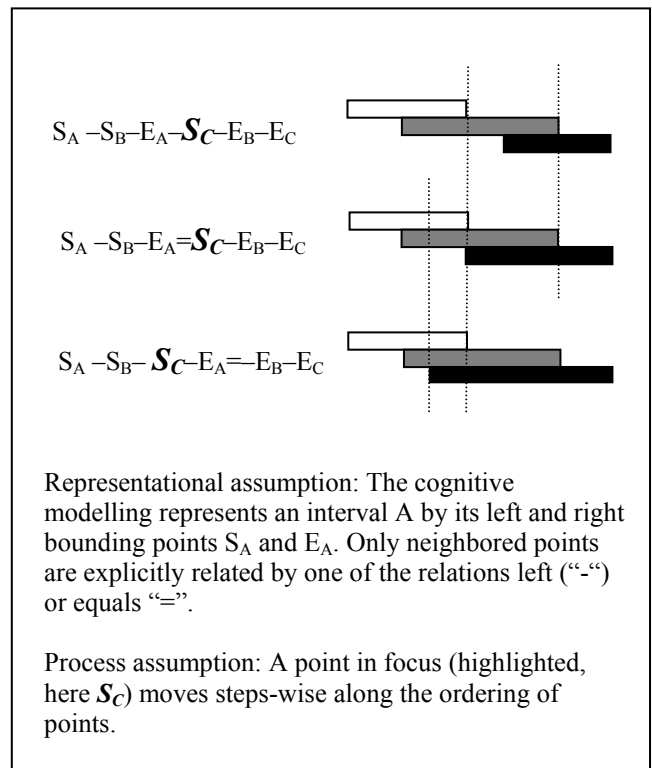 S_A –S_B–E_A–S_C–E_B–E_C
S_A –S_B–E_A=S_C–E_B–E_C
S_A –S_B– S_C–E_A=–E_B–E_C
Representational assumption: The cognitive
modelling represents an interval A by its left and right
bounding points S_A and E_A. Only neighbored points
are explicitly related by one of the relations left (“-“)
or equals “=”.
Process assumption: A point in focus (highlighted,
here S_C) moves steps-wise along the ordering of
points.